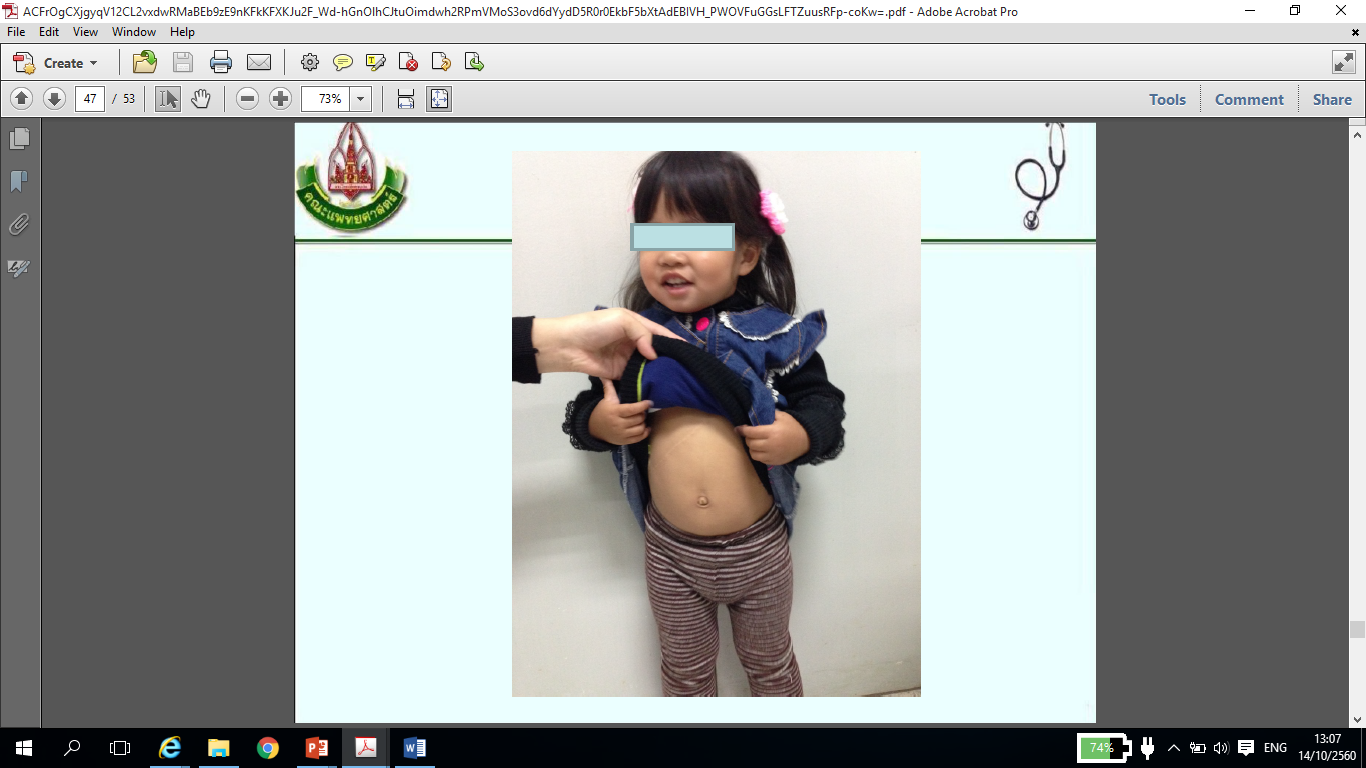 ACFrOgCXjgyqV12CL2vxdwRMaBEb9zE9nKFkKFXKJu2F_Wd-hGnOlhCJtuOimdwh2RPmVMoS3ovd6dYydD5R0r0EkbF5bXtAdEBlVH_PWOVFuGGsLFTZuusRFp-coKw=.pdf - Adobe Acrobat Pro
File Edit View Window Help
Create
47 / 53 73% Tools Comment Share
คณะแพทยศาสตร์
74% ENG 13:07
14/10/2560